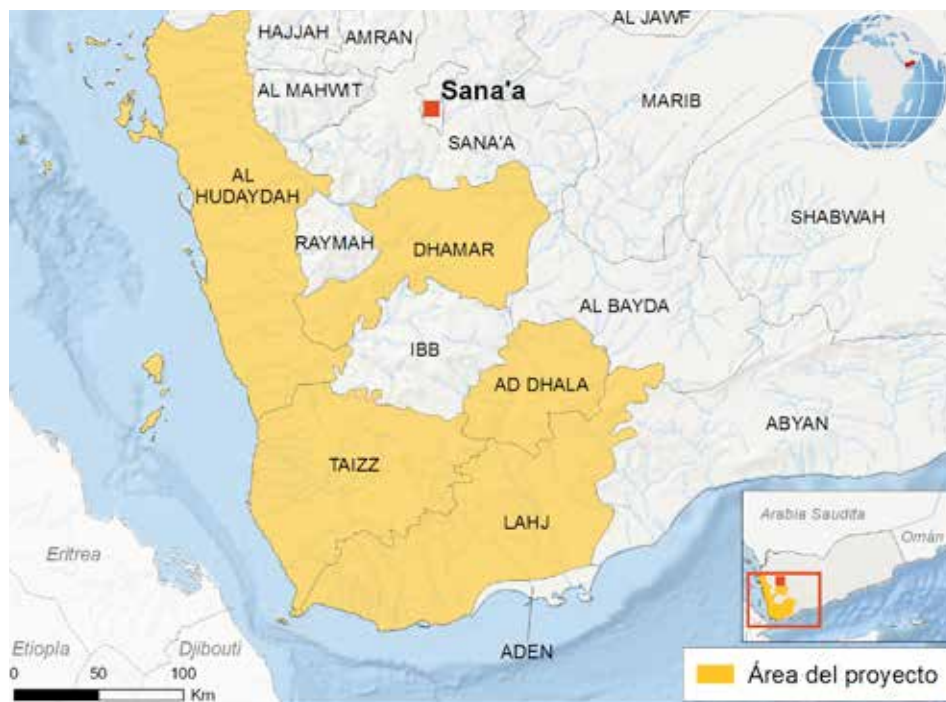 HAJJAH
AMRAN
AL JAWF
AL MAHWIT
Sana'a
MARIB
SANA'A
AL
HUDAYDAH
SHABWAH
RAYMAH
DHAMAR
AL BAYDA
IBB
AD DHALA
ABYAN
TAIZZ
LAHJ
Arabia Saudita
Omán
Eritrea
ADEN
Etiopla
Djibouti
0
50
100
Km
Área del proyecto